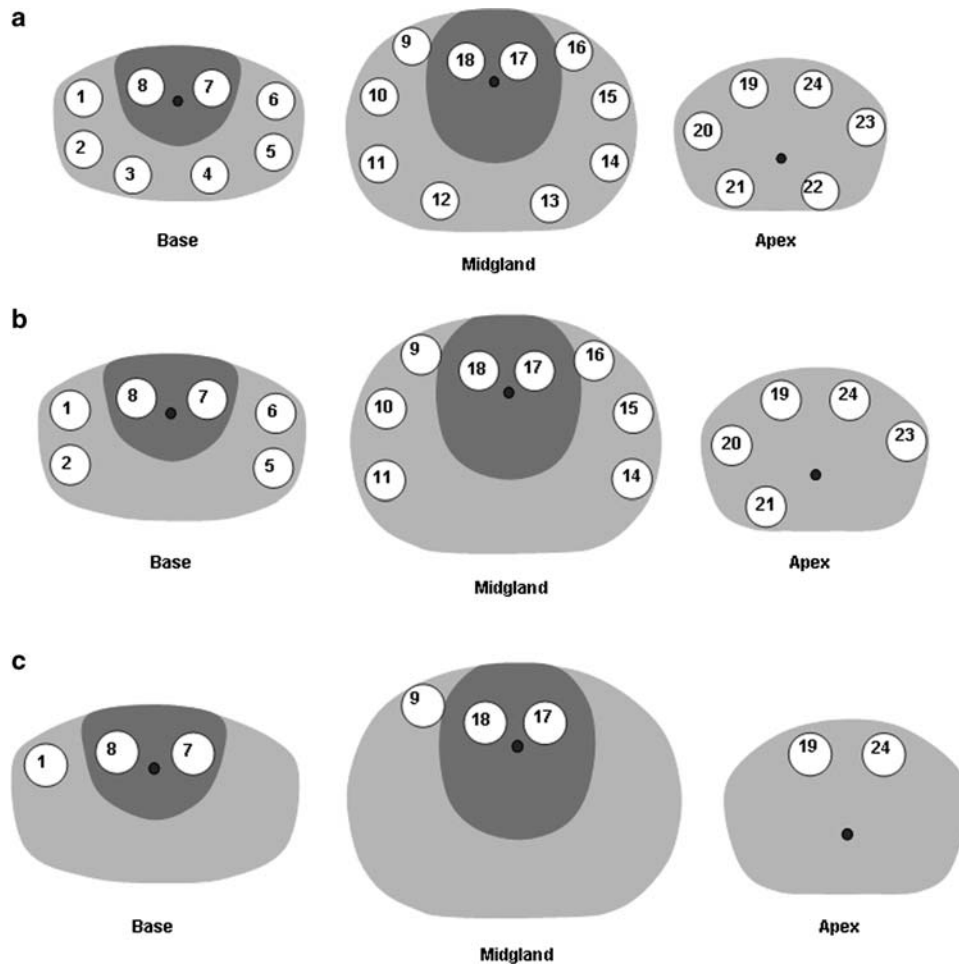 a
9 18 17 16
8 7 19 24
1 6 10 15 20 23
2 5 11 14
3 4 12 13 21 22
Base Midgland Apex
b
9 18 17 16
8 7 19 24
1 6 10 15 20 23
2 5 11 14
21
Base Midgland Apex
c
9 18 17
1 8 7 19 24
Base Midgland Apex